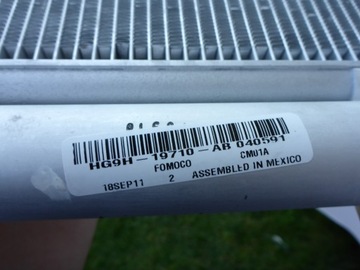 HG9H-19710-AB 040591
FOMOCO CM01A
18SEP11 2 ASSEMBLED IN MEXICO